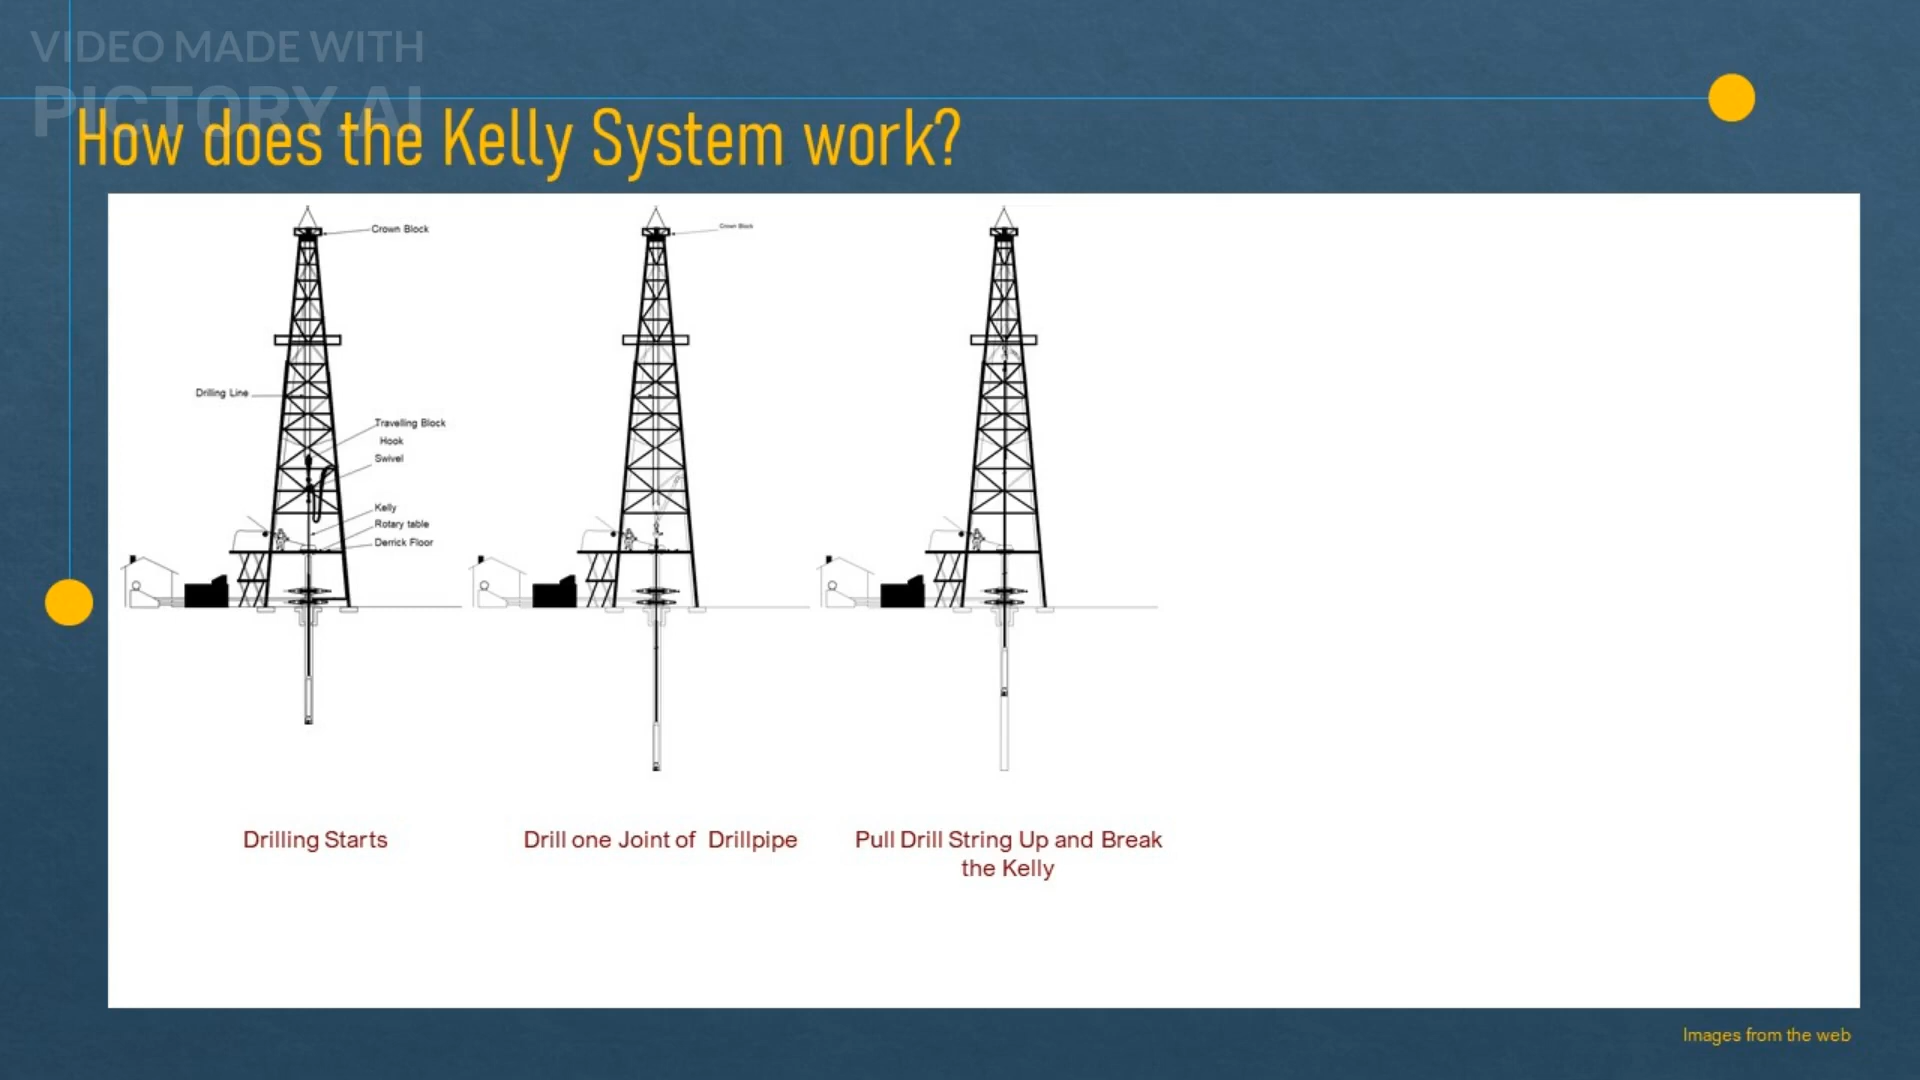 VIDEO MADE WITH
PICTORY.AI
How does the Kelly System work?
Crown Block
Crown Block
Drilling Line
Travelling Block
Hook
Swivel
Kelly
Rotary table
Derrick Floor
Drilling Starts
Drill one Joint of Drillpipe
Pull Drill String Up and Break
the Kelly
Images from the web